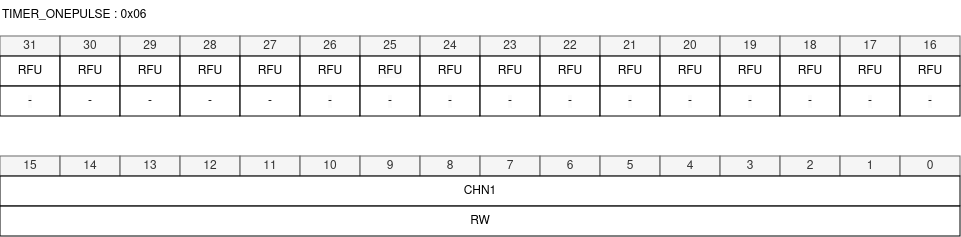 TIMER_ONEPULSE : 0x06
31 30 29 28 27 26 25 24 23 22 21 20 19 18 17 16
RFU RFU RFU RFU RFU RFU RFU RFU RFU RFU RFU RFU RFU RFU RFU RFU
- - - - - - - - - - - - - - - -
15 14 13 12 11 10 9 8 7 6 5 4 3 2 1 0
CHN1
RW